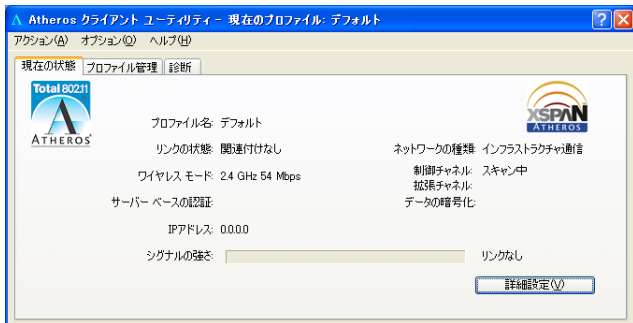 Atheros クライアント ユーティリティ - 現在のプロファイル: デフォルト
アクション(A) オプション(O) ヘルプ(H)
現在の状態 プロファイル管理 診断
Total 802.11
ATHEROS
XSPAN
ATHEROS
プロファイル名: デフォルト
リンクの状態: 関連付けなし
ネットワークの種類: インフラストラクチャ通信
ワイヤレス モード: 2.4 GHz 54 Mbps
制御チャネル: スキャン中
拡張チャネル:
サーバー ベースの認証:
データの暗号化:
IPアドレス: 0.0.0.0
シグナルの強さ: リンクなし
詳細設定(V)